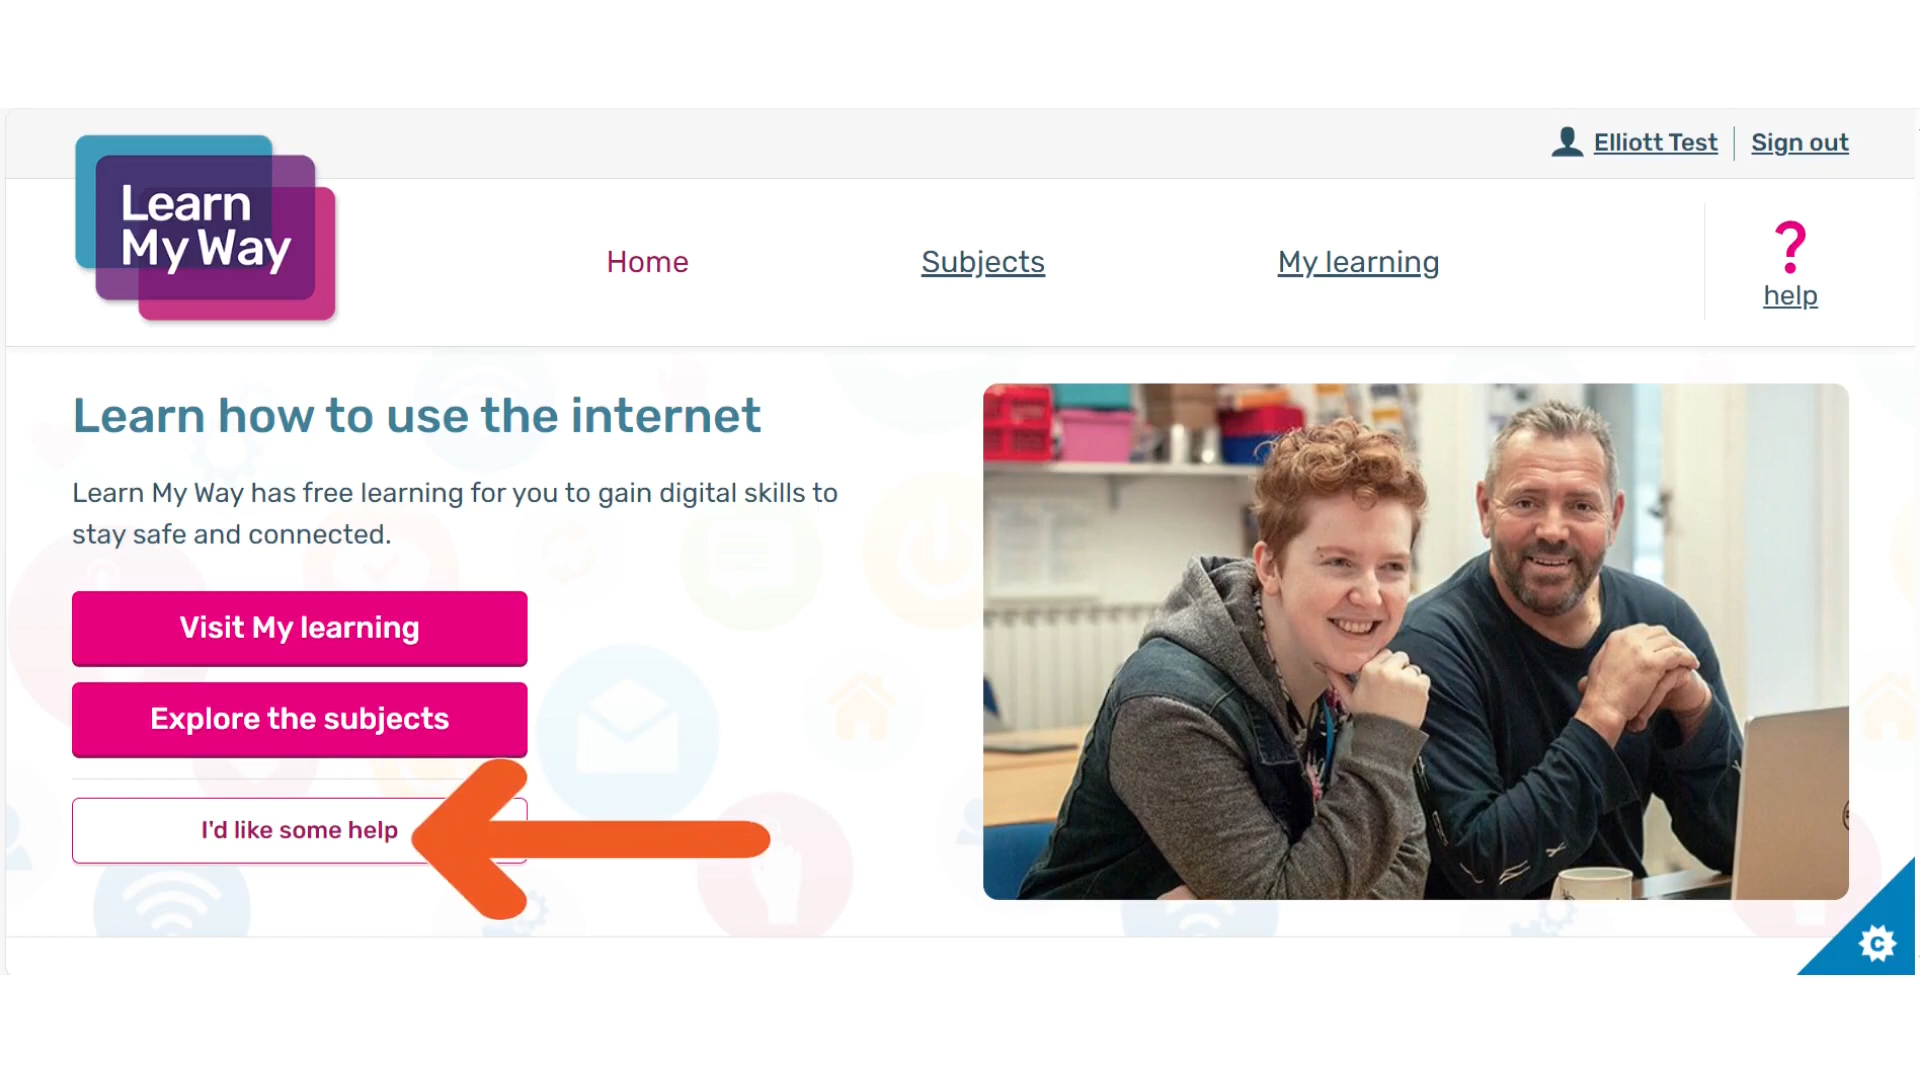 Elliott Test
Sign out
Learn
My Way
Home
Subjects
My learning
?
help
Learn how to use the internet
Learn My Way has free learning for you to gain digital skills to
stay safe and connected.
Visit My learning
Explore the subjects
I'd like some help
C